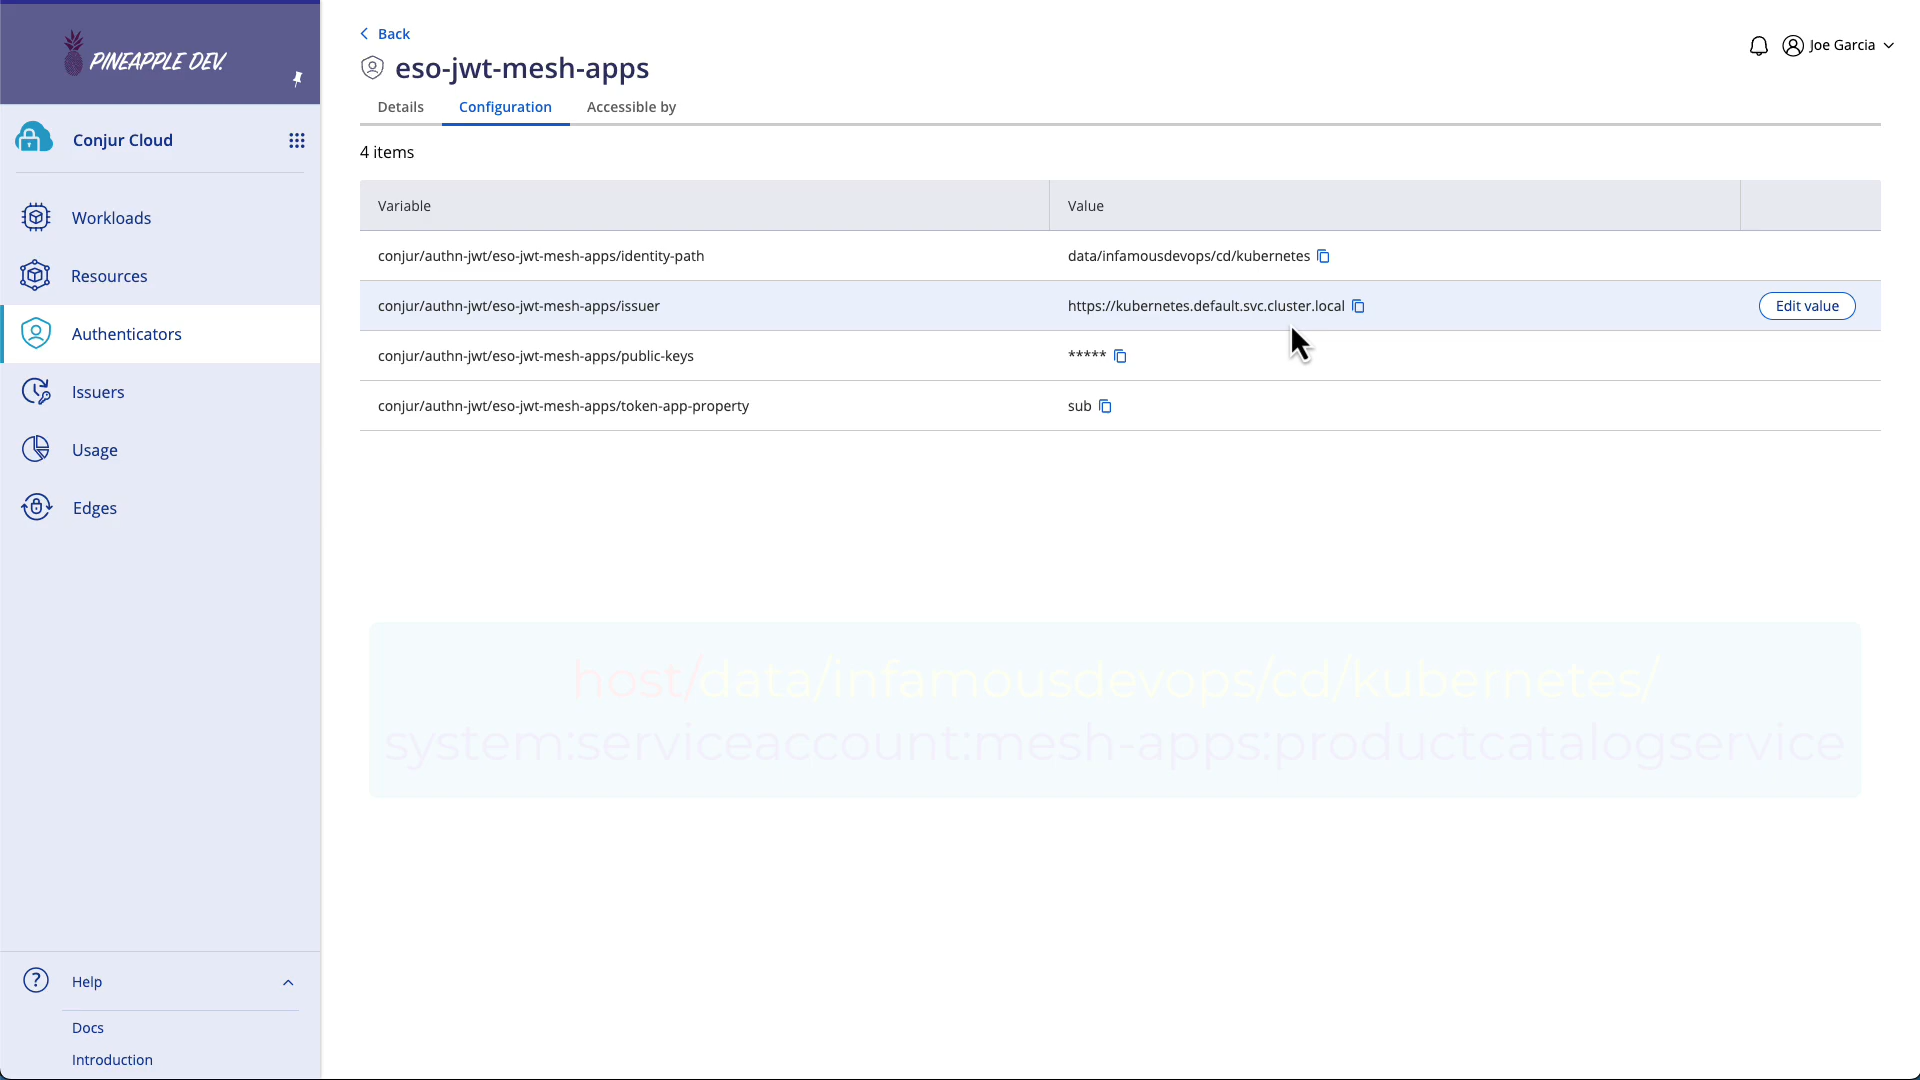 PINEAPPLE DEV.
Conjur Cloud
Workloads
Resources
Authenticators
Issuers
Usage
Edges
Help
Docs
Introduction
Back
eso-jwt-mesh-apps
Joe Garcia
Details Configuration Accessible by
4 items
Variable Value
conjur/authn-jwt/eso-jwt-mesh-apps/identity-path data/infamousdevops/cd/kubernetes
conjur/authn-jwt/eso-jwt-mesh-apps/issuer https://kubernetes.default.svc.cluster.local Edit value
conjur/authn-jwt/eso-jwt-mesh-apps/public-keys *****
conjur/authn-jwt/eso-jwt-mesh-apps/token-app-property sub
host/data/infamousdevops/cd/kubernetes/
system:serviceaccount:mesh-apps:productcatalogservice